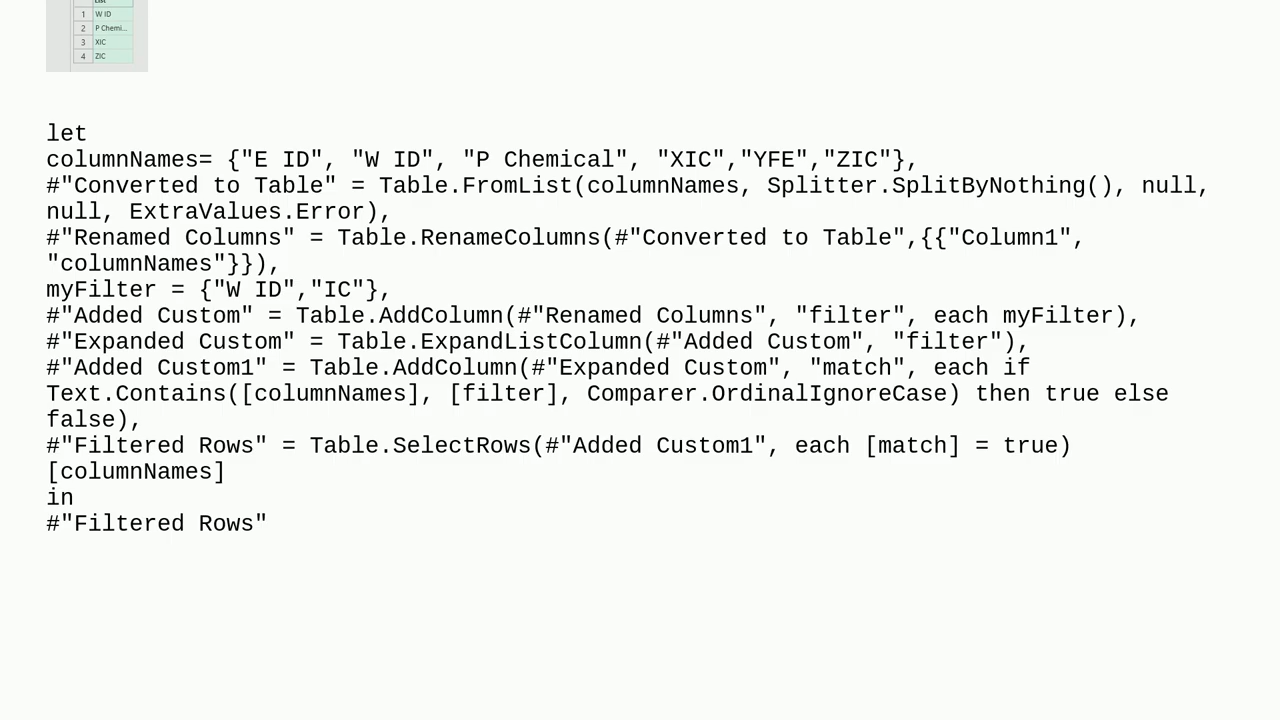 List
1 W ID
2 P Chemi...
3 XIC
4 ZIC
let
columnNames= {"E ID", "W ID", "P Chemical", "XIC","YFE","ZIC"},
#"Converted to Table" = Table.FromList(columnNames, Splitter.SplitByNothing(), null,
null, ExtraValues.Error),
#"Renamed Columns" = Table.RenameColumns(#"Converted to Table",{{"Column1",
"columnNames"}}),
myFilter = {"W ID","IC"},
#"Added Custom" = Table.AddColumn(#"Renamed Columns", "filter", each myFilter),
#"Expanded Custom" = Table.ExpandListColumn(#"Added Custom", "filter"),
#"Added Custom1" = Table.AddColumn(#"Expanded Custom", "match", each if
Text.Contains([columnNames], [filter], Comparer.OrdinalIgnoreCase) then true else
false),
#"Filtered Rows" = Table.SelectRows(#"Added Custom1", each [match] = true)
[columnNames]
in
#"Filtered Rows"